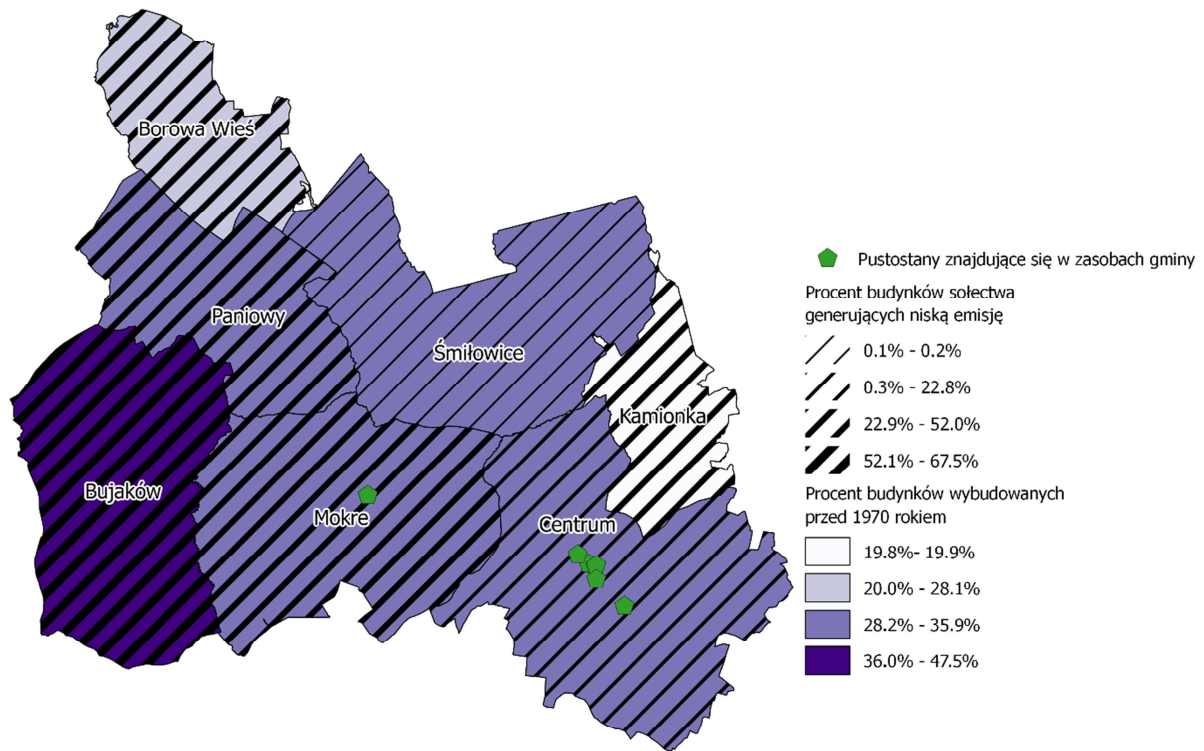 Borowa Wieś
Paniowy
Śmiłowice
Kamionka
Bujaków
Mokre
Centrum
Pustostany znajdujące się w zasobach gminy
Procent budynków sołectwa
generujących niską emisję
0.1% - 0.2%
0.3% - 22.8%
22.9% - 52.0%
52.1% - 67.5%
Procent budynków wybudowanych
przed 1970 rokiem
19.8%- 19.9%
20.0% - 28.1%
28.2% - 35.9%
36.0% - 47.5%